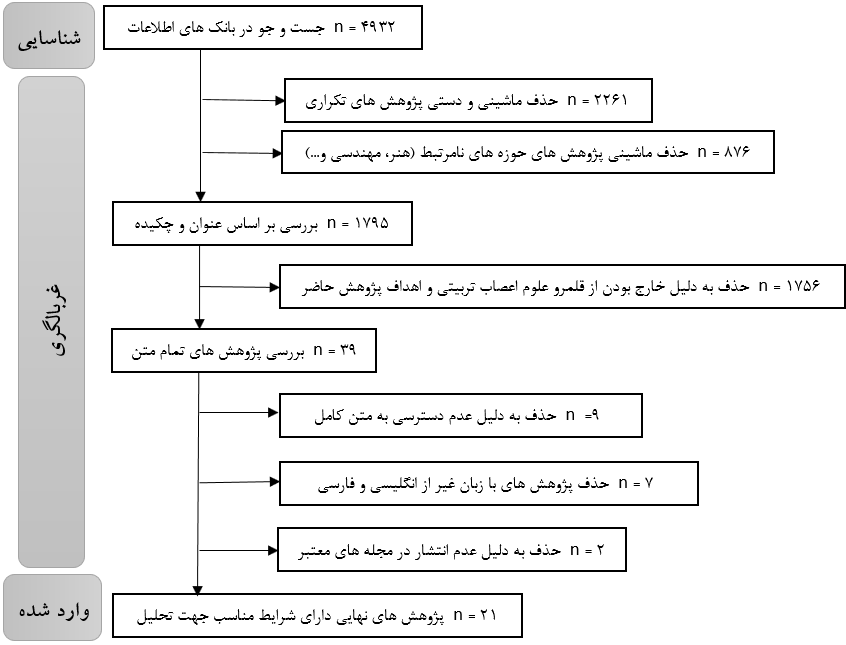 شناسایی
جست و جو در بانک های اطلاعات n = ۴۹۳۲
حذف ماشینی و دستی پژوهش های تکراری n = ۲۲۶۱
حذف ماشینی پژوهش های حوزه های نامرتبط (هنر، مهندسی و...) n = ۸۷۶
غربالگری
بررسی بر اساس عنوان و چکیده n = ۱۷۹۵
حذف به دلیل خارج بودن از قلمرو علوم اعصاب تربیتی و اهداف پژوهش حاضر n = ۱۷۵۶
بررسی پژوهش های تمام متن n = ۳۹
حذف به دلیل عدم دسترسی به متن کامل n =۹
حذف پژوهش های با زبان غیر از انگلیسی و فارسی n = ۷
حذف به دلیل عدم انتشار در مجله های معتبر n = ۲
وارد شده
پژوهش های نهایی دارای شرایط مناسب جهت تحلیل n = ۲۱